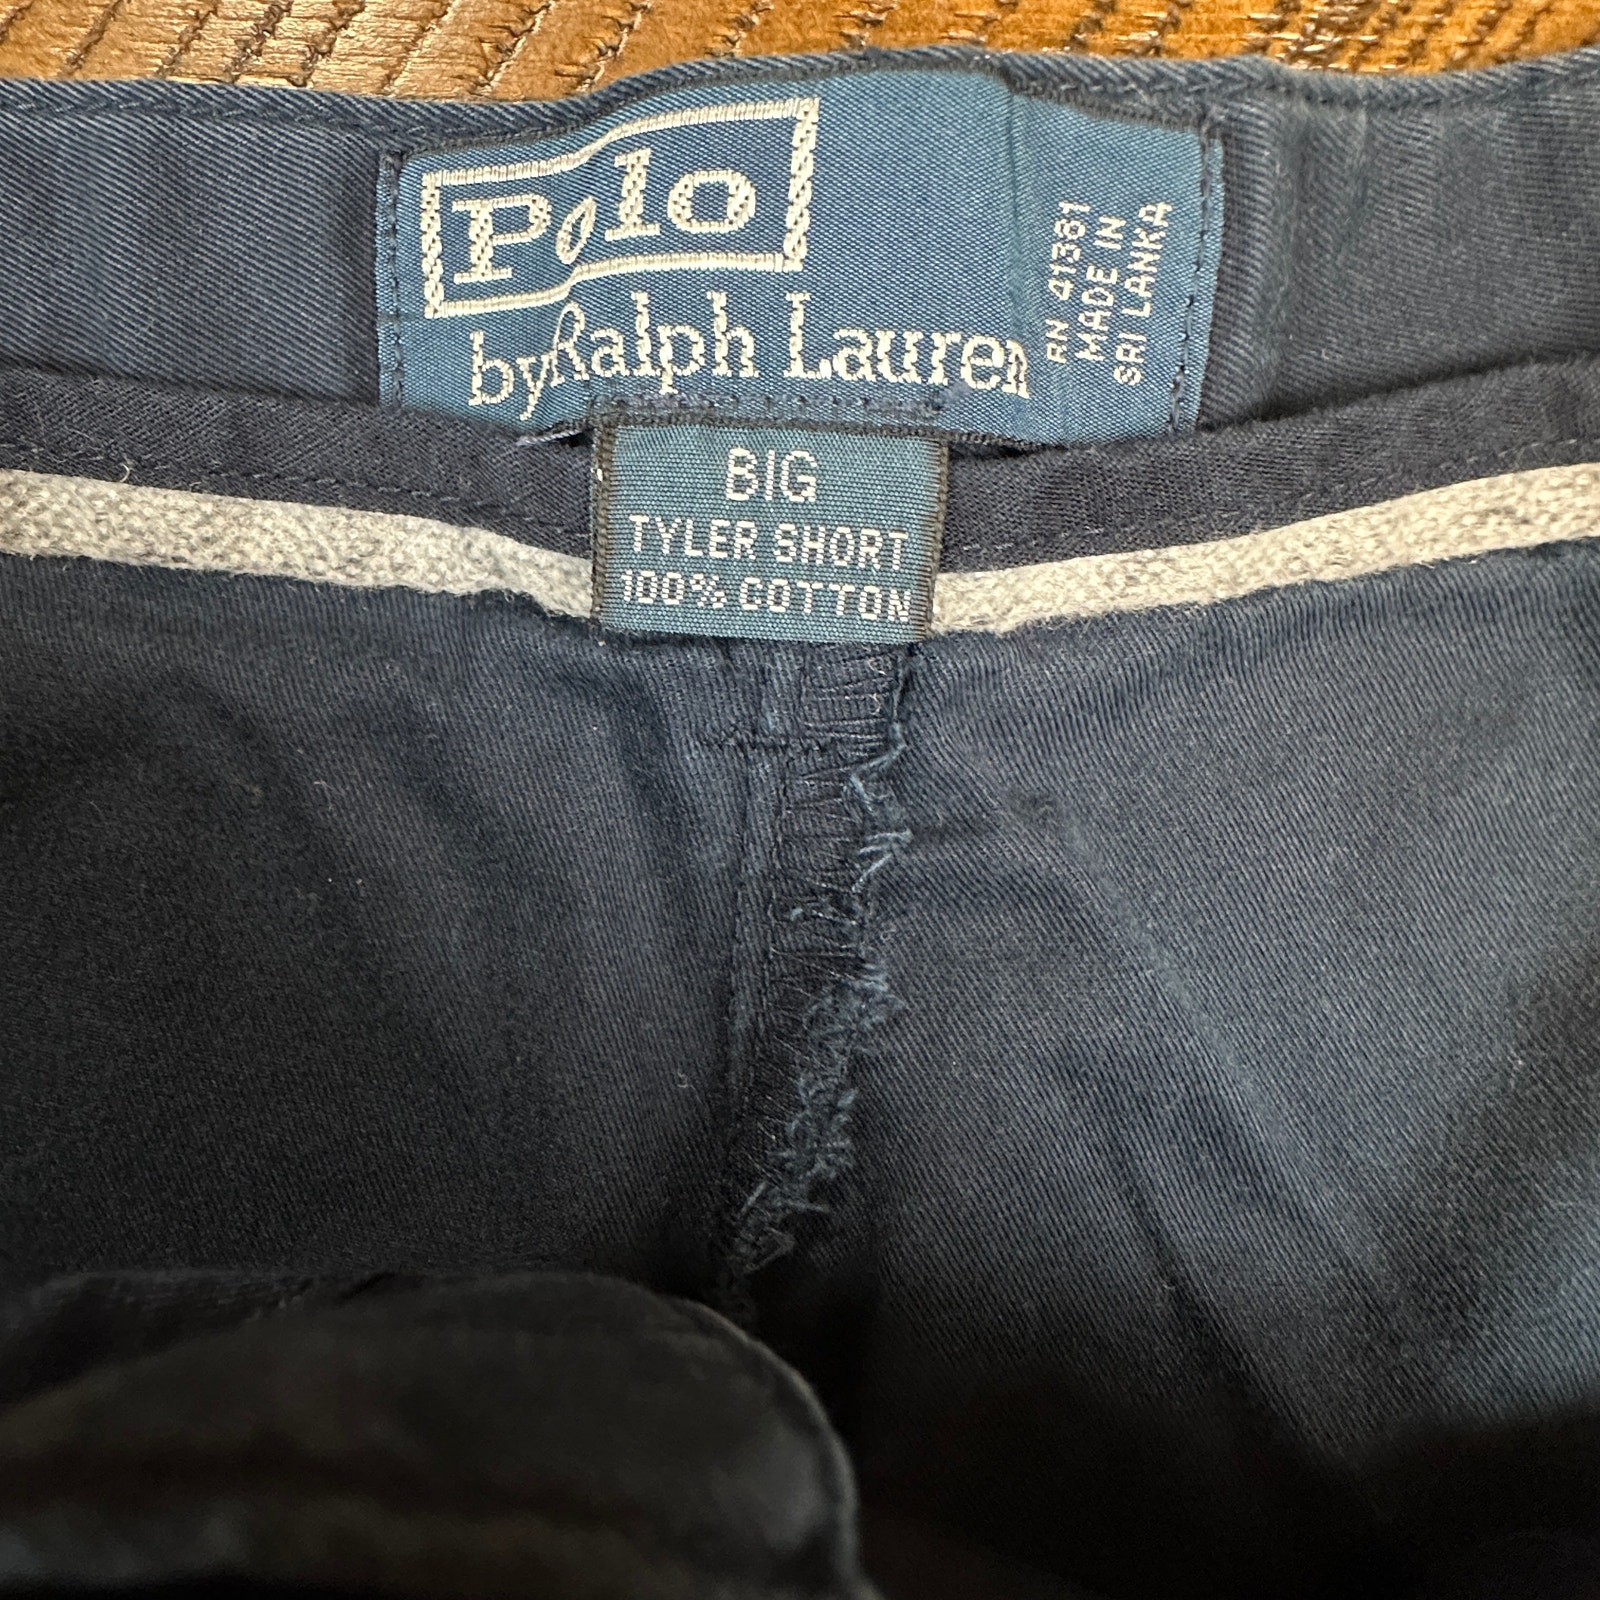 Polo
by Ralph Lauren
RN 41381
MADE IN
SRI LANKA
BIG
TYLER SHORT
100% COTTON